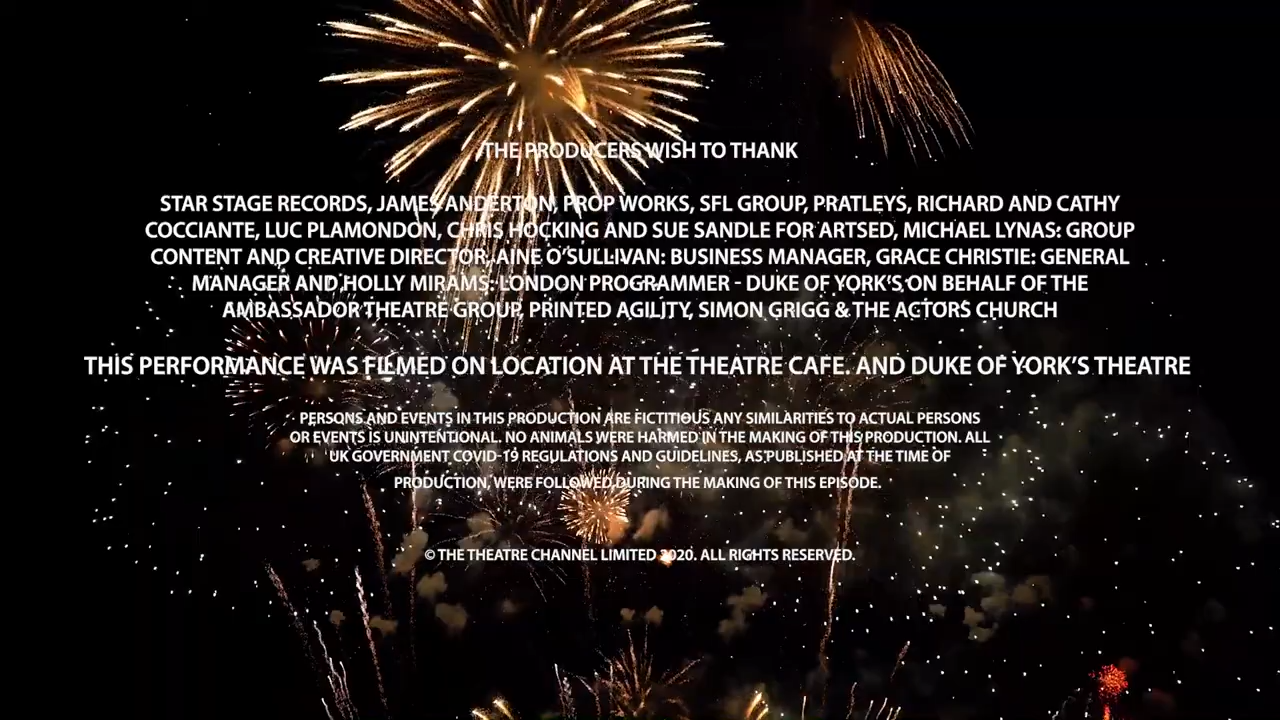 THE PRODUCERS WISH TO THANK
STAR STAGE RECORDS, JAMES ANDERTON, PROP WORKS, SFL GROUP, PRATLEYS, RICHARD AND CATHY
COCCIANTE, LUC PLAMONDON, CHRIS HOCKING AND SUE SANDLE FOR ARTSED, MICHAEL LYNAS: GROUP
CONTENT AND CREATIVE DIRECTOR, AINE O'SULLIVAN: BUSINESS MANAGER, GRACE CHRISTIE: GENERAL
MANAGER AND HOLLY MIRAMS: LONDON PROGRAMMER - DUKE OF YORK'S ON BEHALF OF THE
AMBASSADOR THEATRE GROUP, PRINTED AGILITY, SIMON GRIGG & THE ACTORS CHURCH
THIS PERFORMANCE WAS FILMED ON LOCATION AT THE THEATRE CAFE. AND DUKE OF YORK'S THEATRE
PERSONS AND EVENTS IN THIS PRODUCTION ARE FICTITIOUS ANY SIMILARITIES TO ACTUAL PERSONS
OR EVENTS IS UNINTENTIONAL. NO ANIMALS WERE HARMED IN THE MAKING OF THIS PRODUCTION. ALL
UK GOVERNMENT COVID-19 REGULATIONS AND GUIDELINES, AS PUBLISHED AT THE TIME OF
PRODUCTION, WERE FOLLOWED DURING THE MAKING OF THIS EPISODE.
© THE THEATRE CHANNEL LIMITED 2020. ALL RIGHTS RESERVED.